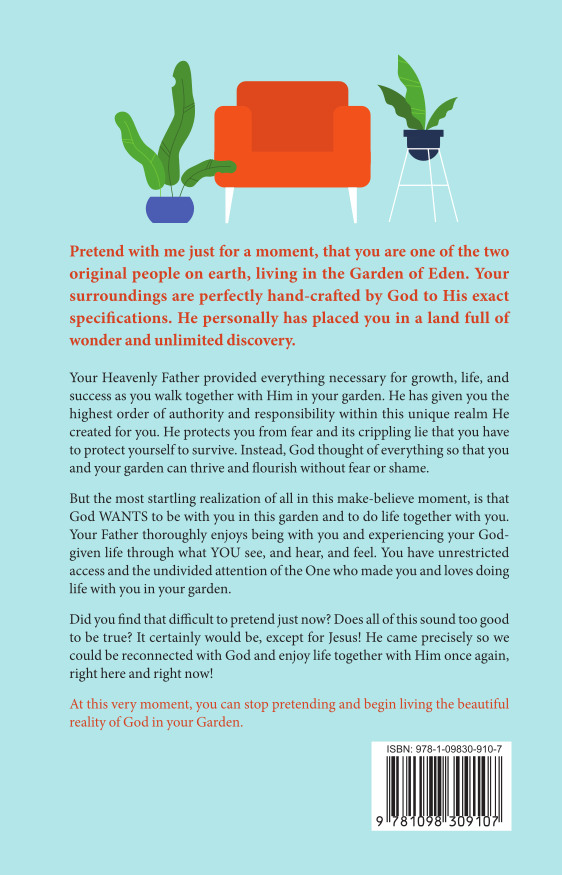 Pretend with me just for a moment, that you are one of the two
original people on earth, living in the Garden of Eden. Your
surroundings are perfectly hand-crafted by God to His exact
specifications. He personally has placed you in a land full of
wonder and unlimited discovery.
Your Heavenly Father provided everything necessary for growth, life, and
success as you walk together with Him in your garden. He has given you the
highest order of authority and responsibility within this unique realm He
created for you. He protects you from fear and its crippling lie that you have
to protect yourself to survive. Instead, God thought of everything so that you
and your garden can thrive and flourish without fear or shame.
But the most startling realization of all in this make-believe moment, is that
God WANTS to be with you in this garden and to do life together with you.
Your Father thoroughly enjoys being with you and experiencing your God-
given life through what YOU see, and hear, and feel. You have unrestricted
access and the undivided attention of the One who made you and loves doing
life with you in your garden.
Did you find that difficult to pretend just now? Does all of this sound too good
to be true? It certainly would be, except for Jesus! He came precisely so we
could be reconnected with God and enjoy life together with Him once again,
right here and right now!
At this very moment, you can stop pretending and begin living the beautiful
reality of God in your Garden.
ISBN: 978-1-09830-910-7
9 781098 309107